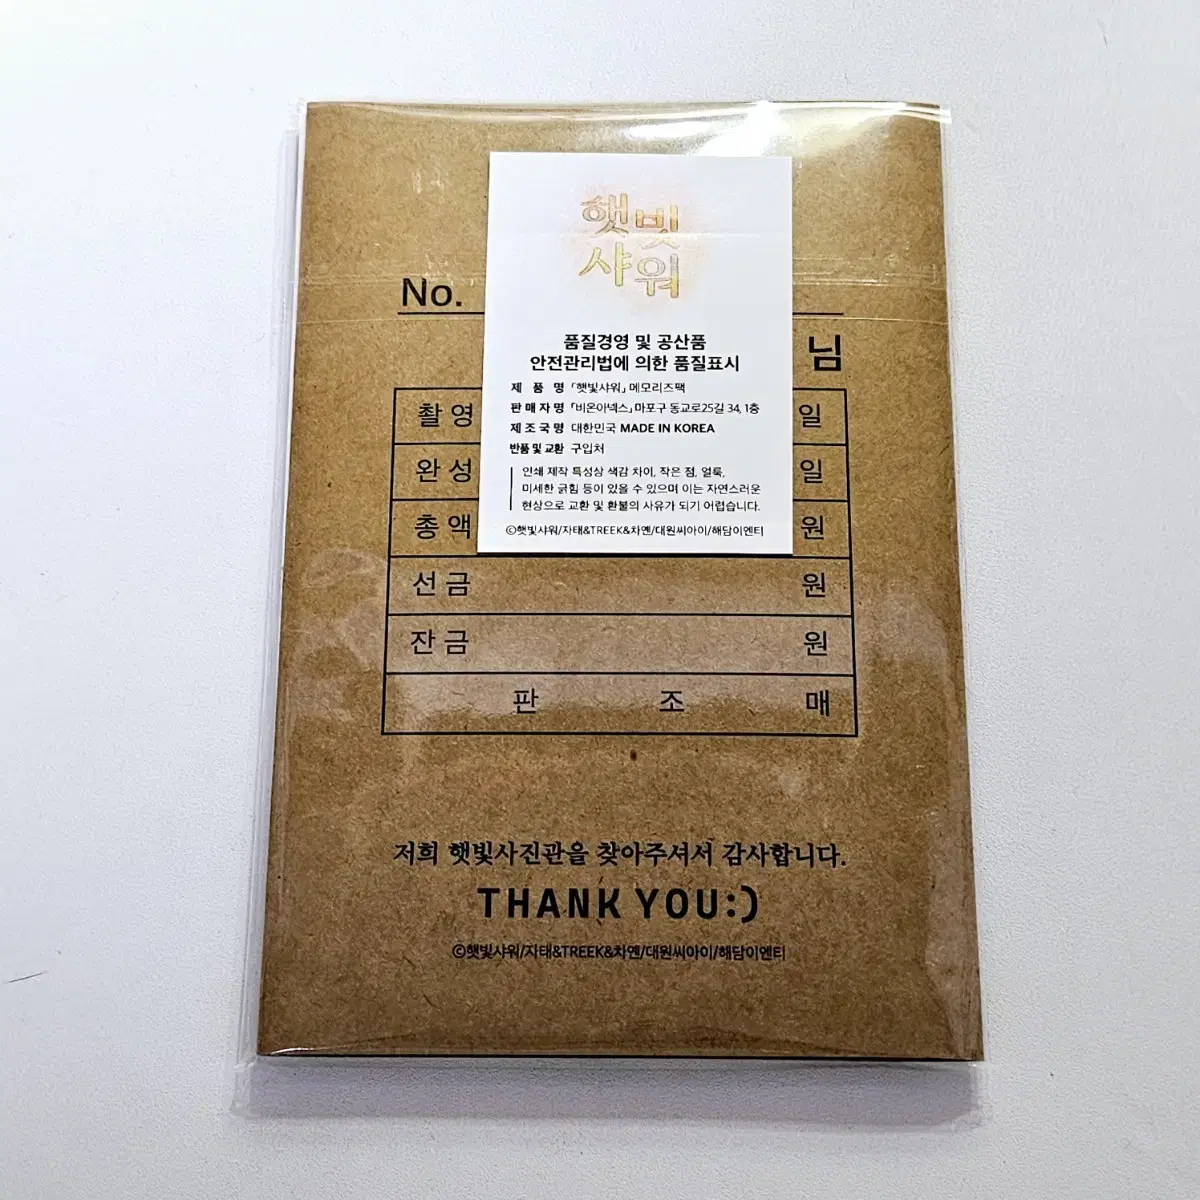 햇빛
샤워
품질경영 및 공산품
안전관리법에 의한 품질표시
제 품 명 「햇빛샤워」 메모리즈팩
판 매 자 명 「비온아넥스」 마포구 동교로25길 34, 1층
제 조 국 명 대한민국 MADE IN KOREA
반품 및 교환 구입처
인쇄 제작 특성상 색감 차이, 작은 점, 얼룩,
미세한 긁힘 등이 있을 수 있으며 이는 자연스러운
현상으로 교환 및 환불의 사유가 되기 어렵습니다.
©햇빛샤워/자태&TREEK&차옌/대원씨아이/해담이엔티
No.
님
촬 영 일
완 성 일
총 액 원
선 금 원
잔 금 원
판 조 매
저희 햇빛사진관을 찾아주셔서 감사합니다.
THANK YOU:)
©햇빛샤워/자태&TREEK&차옌/대원씨아이/해담이엔티